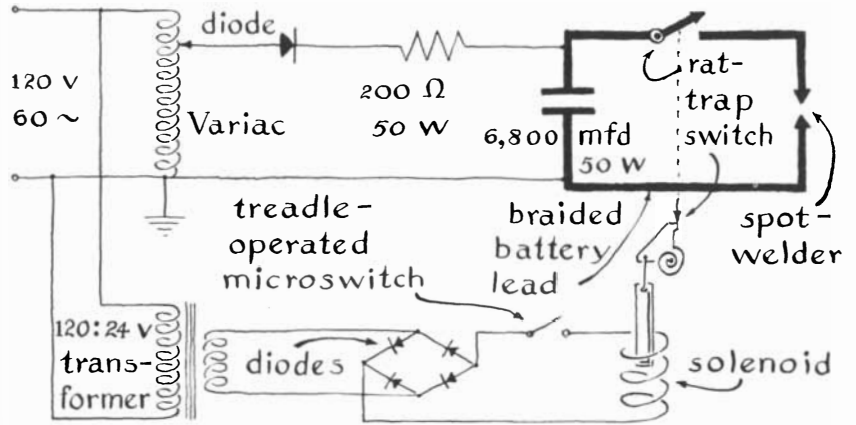 diode
120 V
60 ~
Variac
200 Ω
50 W
6,800 mfd
50 W
rat-
trap
switch
spot-
welder
treadle-
operated
microswitch
braided
battery
lead
120:24 V
trans-
former
diodes
solenoid